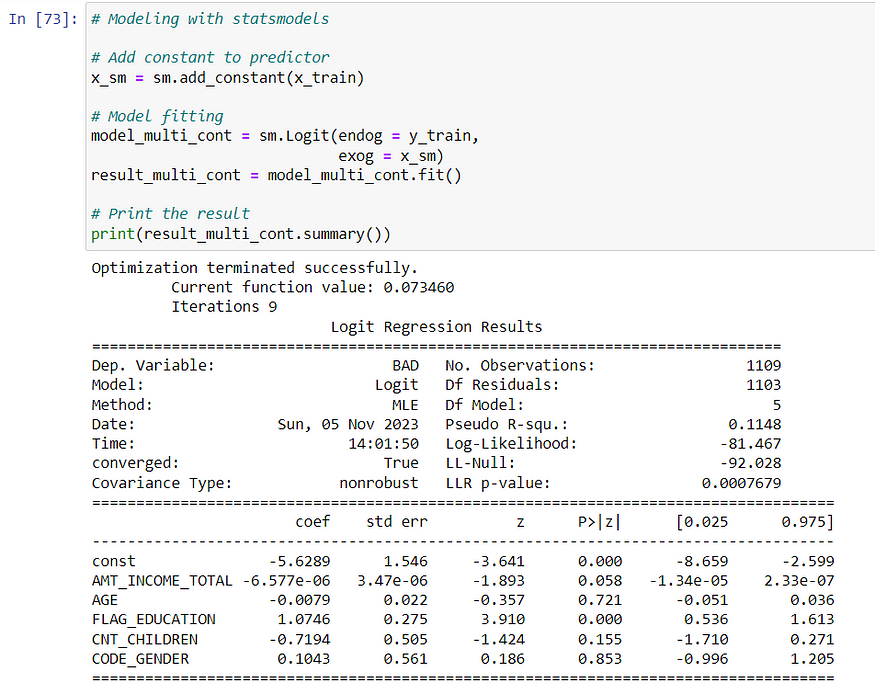 In [73]: # Modeling with statsmodels
# Add constant to predictor
x_sm = sm.add_constant(x_train)
# Model fitting
model_multi_cont = sm.Logit(endog = y_train,
exog = x_sm)
result_multi_cont = model_multi_cont.fit()
# Print the result
print(result_multi_cont.summary())
Optimization terminated successfully.
Current function value: 0.073460
Iterations 9
Logit Regression Results
==============================================================================
Dep. Variable: BAD No. Observations: 1109
Model: Logit Df Residuals: 1103
Method: MLE Df Model: 5
Date: Sun, 05 Nov 2023 Pseudo R-squ.: 0.1148
Time: 14:01:50 Log-Likelihood: -81.467
converged: True LL-Null: -92.028
Covariance Type: nonrobust LLR p-value: 0.0007679
====================================================================================
coef std err z P>|z| [0.025 0.975]
------------------------------------------------------------------------------------
const -5.6289 1.546 -3.641 0.000 -8.659 -2.599
AMT_INCOME_TOTAL -6.577e-06 3.47e-06 -1.893 0.058 -1.34e-05 2.33e-07
AGE -0.0079 0.022 -0.357 0.721 -0.051 0.036
FLAG_EDUCATION 1.0746 0.275 3.910 0.000 0.536 1.613
CNT_CHILDREN -0.7194 0.505 -1.424 0.155 -1.710 0.271
CODE_GENDER 0.1043 0.561 0.186 0.853 -0.996 1.205
====================================================================================